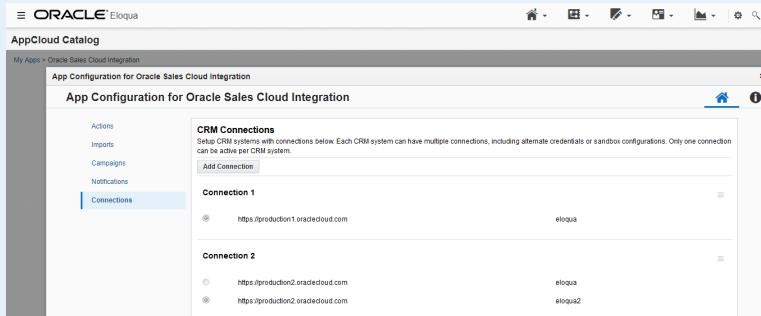 ORACLE Eloqua
AppCloud Catalog
My Apps > Oracle Sales Cloud Integration
App Configuration for Oracle Sales Cloud Integration
App Configuration for Oracle Sales Cloud Integration
Actions
Imports
Campaigns
Notifications
Connections
CRM Connections
Setup CRM systems with connections below. Each CRM system can have multiple connections, including alternate credentials or sandbox configurations. Only one connection
can be active per CRM system.
Add Connection
Connection 1
https://production1.oraclecloud.com eloqua
Connection 2
https://production2.oraclecloud.com eloqua
https://production2.oraclecloud.com eloqua2